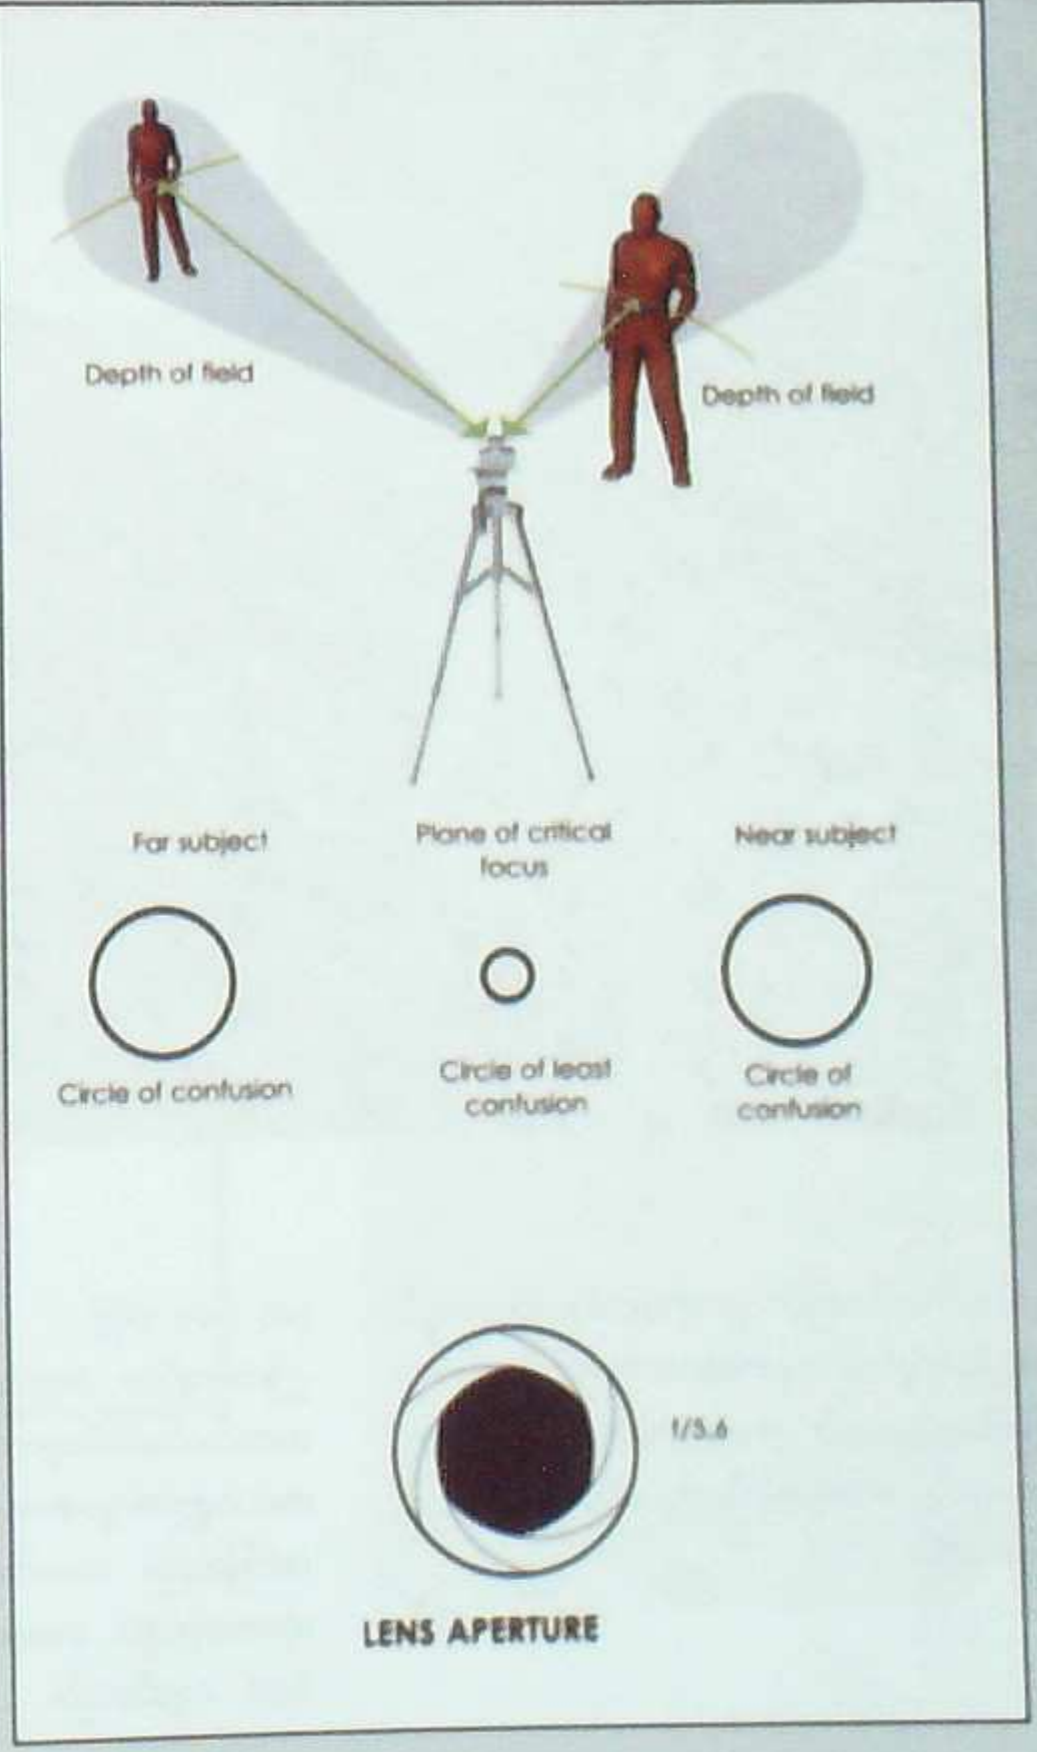 Depth of field
Depth of field
Far subject
Plane of critical
focus
Near subject
Circle of confusion
Circle of least
confusion
Circle of
confusion
f/5.6
LENS APERTURE